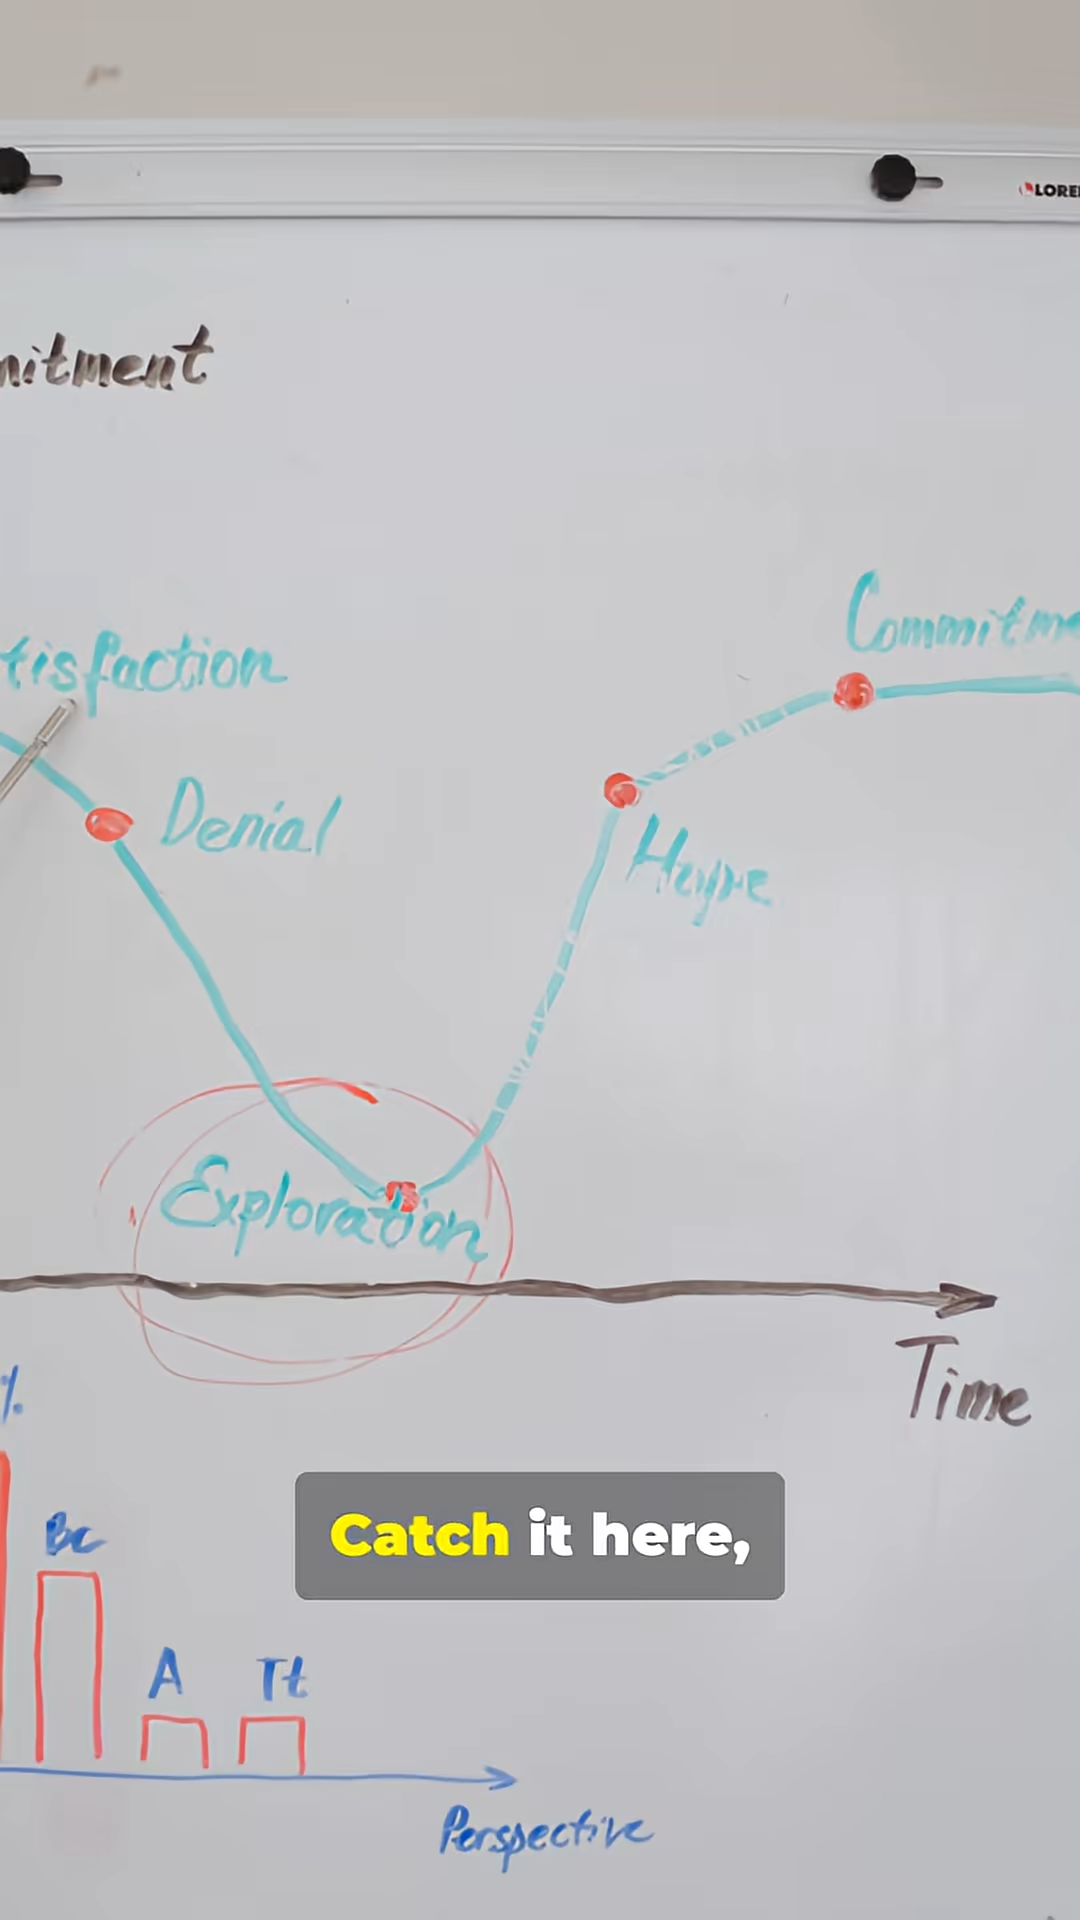 LORE
mitment
Commitme
tisfaction
Denial
Hype
Exploration
Time
%
Catch it here,
Bc
A Tt
Perspective